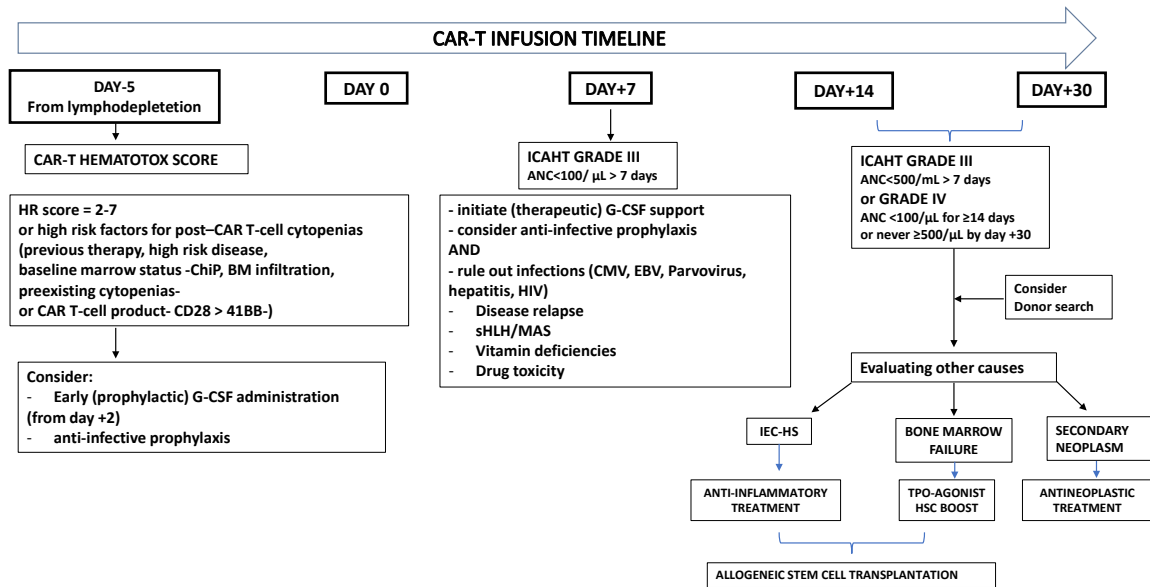 CAR-T INFUSION TIMELINE
DAY-5
From lymphodepletetion
DAY 0
DAY+7
DAY+14
DAY+30
CAR-T HEMATOTOX SCORE
HR score = 2-7
or high risk factors for post–CAR T-cell cytopenias
(previous therapy, high risk disease,
baseline marrow status -ChiP, BM infiltration,
preexisting cytopenias-
or CAR T-cell product- CD28 > 41BB-)
Consider:
- Early (prophylactic) G-CSF administration
(from day +2)
- anti-infective prophylaxis
ICAHT GRADE III
ANC<100/ µL > 7 days
- initiate (therapeutic) G-CSF support
- consider anti-infective prophylaxis
AND
- rule out infections (CMV, EBV, Parvovirus,
hepatitis, HIV)
- Disease relapse
- sHLH/MAS
- Vitamin deficiencies
- Drug toxicity
ICAHT GRADE III
ANC<500/mL > 7 days
or GRADE IV
ANC <100/µL for ≥14 days
or never ≥500/µL by day +30
Consider
Donor search
Evaluating other causes
IEC-HS
BONE MARROW
FAILURE
SECONDARY
NEOPLASM
ANTI-INFLAMMATORY
TREATMENT
TPO-AGONIST
HSC BOOST
ANTINEOPLASTIC
TREATMENT
ALLOGENEIC STEM CELL TRANSPLANTATION